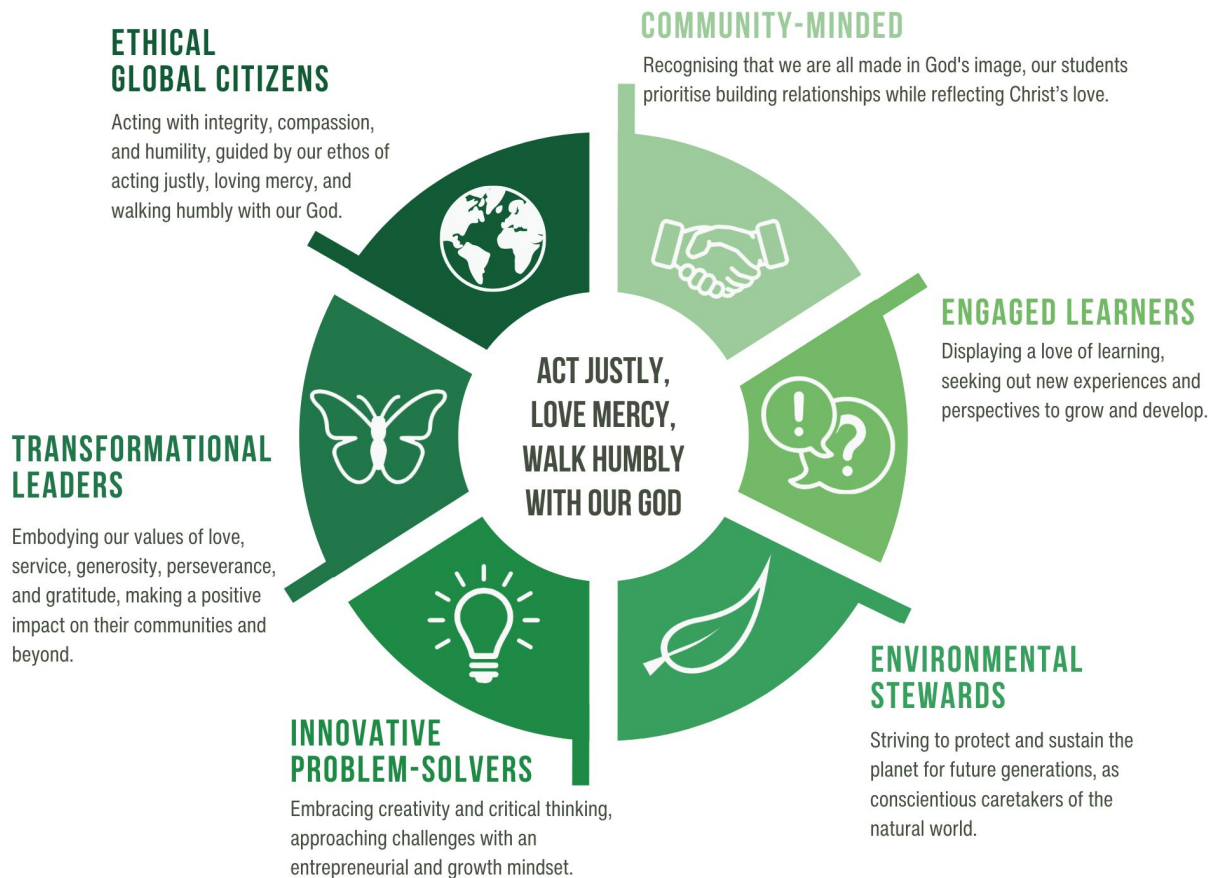 ETHICAL
GLOBAL CITIZENS
Acting with integrity, compassion,
and humility, guided by our ethos of
acting justly, loving mercy, and
walking humbly with our God.
COMMUNITY-MINDED
Recognising that we are all made in God's image, our students
prioritise building relationships while reflecting Christ’s love.
ENGAGED LEARNERS
Displaying a love of learning,
seeking out new experiences and
perspectives to grow and develop.
ACT JUSTLY,
LOVE MERCY,
WALK HUMBLY
WITH OUR GOD
! ?
TRANSFORMATIONAL
LEADERS
Embodying our values of love,
service, generosity, perseverance,
and gratitude, making a positive
impact on their communities and
beyond.
ENVIRONMENTAL
STEWARDS
Striving to protect and sustain the
planet for future generations, as
conscientious caretakers of the
natural world.
INNOVATIVE
PROBLEM-SOLVERS
Embracing creativity and critical thinking,
approaching challenges with an
entrepreneurial and growth mindset.